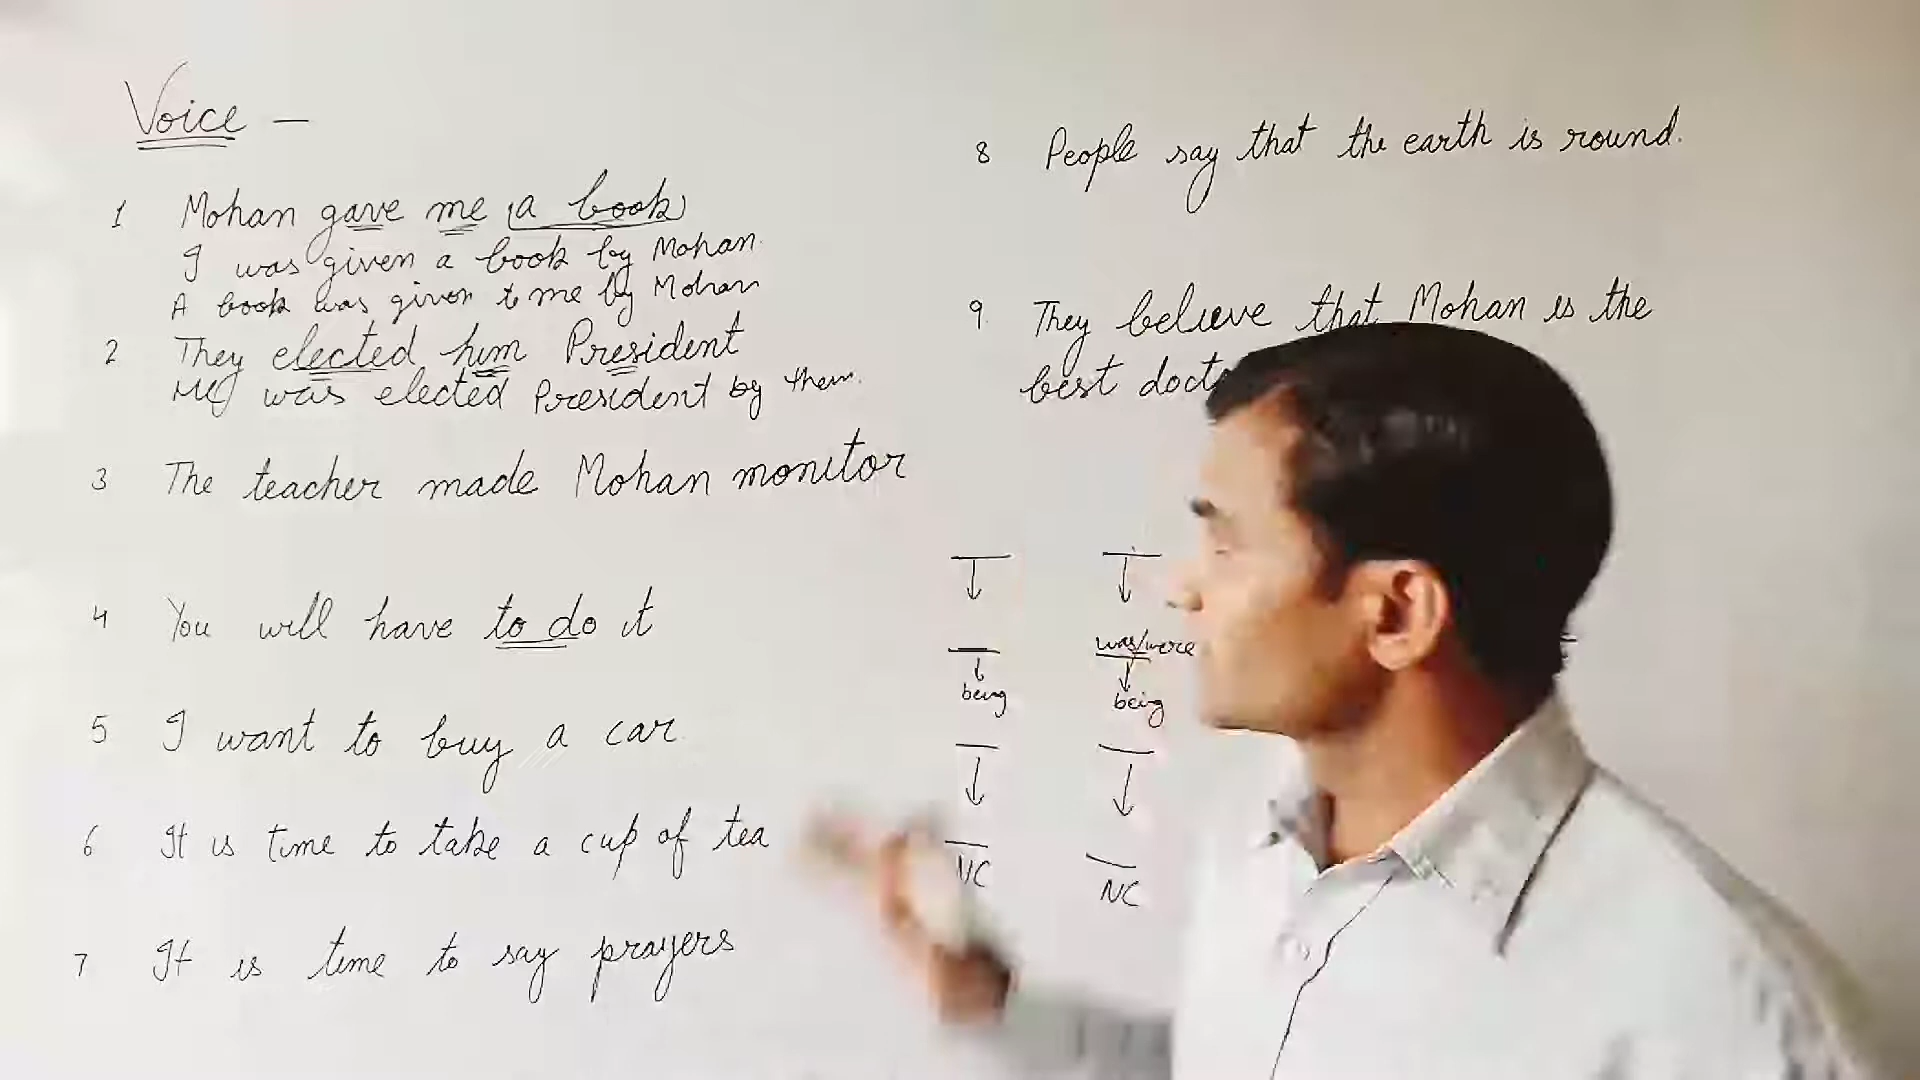 Voice –
1 Mohan gave me (a book)
I was given a book by Mohan.
A book was given to me by Mohan
2 They elected him President
He was elected President by them.
3 The teacher made Mohan monitor
4 You will have to do it
5 I want to buy a car
6 It is time to take a cup of tea
7 It is time to say prayers
8 People say that the earth is round.
9. They believe that Mohan is the
best
was/were
being
being
NC
NC